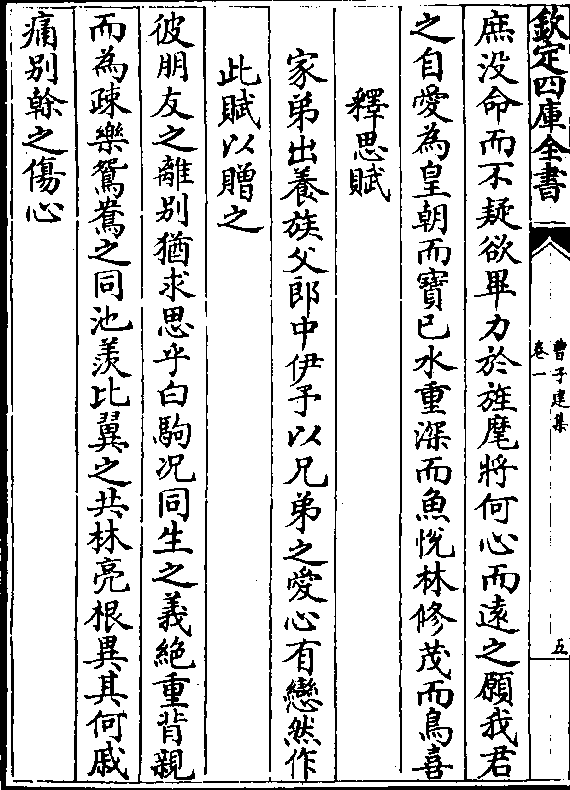 欽定四庫全書
曹子建集
卷一
五
庶没命而不疑欲畢力於旌麾將何心而遠之願我君
之自愛為皇朝而寶已水重深而魚悅林修茂而鳥喜
釋思賦
家弟出養族父郎中伊予以兄弟之愛心有戀然作
此賦以贈之
彼朋友之離别猶求思乎白駒况同生之義絶重背親
而為疎樂鴛鴦之同池羨比翼之共林亮根異其何戚
痛别榦之傷心